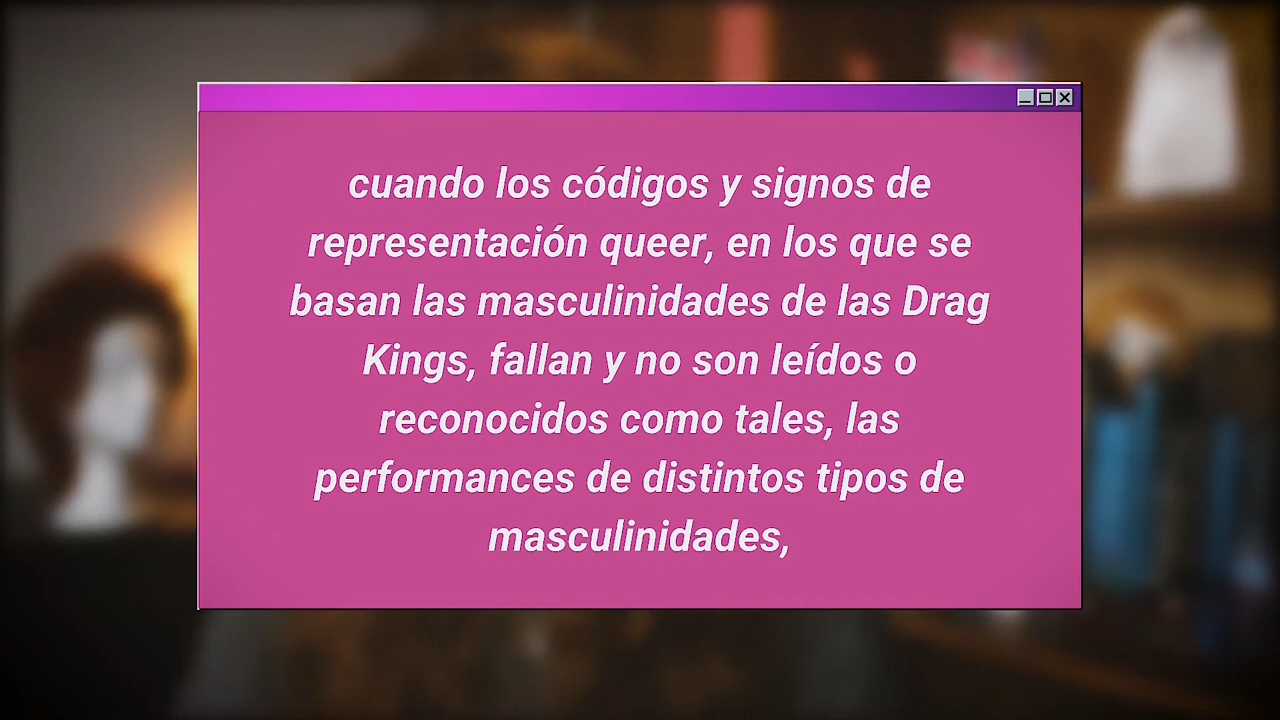 cuando los códigos y signos de
representación queer, en los que se
basan las masculinidades de las Drag
Kings, fallan y no son leídos o
reconocidos como tales, las
performances de distintos tipos de
masculinidades,